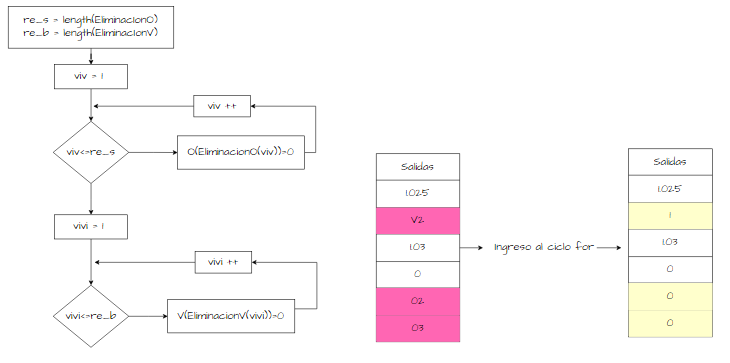 re_s = length(EliminacionO)
re_b = length(EliminacionV)
viv = 1
viv ++
viv<=re_s
O(EliminacionO(viv))=0
vivi = 1
vivi ++
vivi<=re_b
V(EliminacionV(vivi))=0
Salidas
1.025
V2
1.03
0
O2
O3
Ingreso al ciclo for
Salidas
1.025
1
1.03
0
0
0